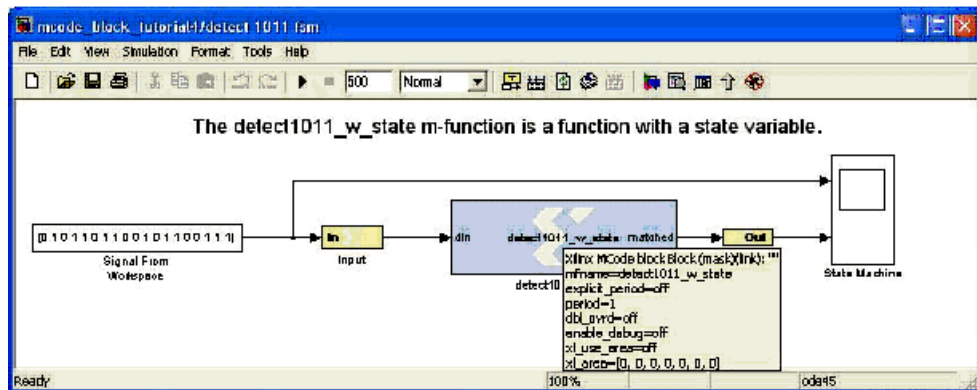 mcode_block_tutorial4/detect 1011 fsm
File Edit View Simulation Format Tools Help
500 Normal
The detect1011_w_state m-function is a function with a state variable.
[0 1 0 1 1 0 1 1 0 0 1 0 1 1 0 0 1 1 1]
Signal From
Workspace
In
Input
din detect1011_w_state matched
detect10
Out
State Machine
Xilinx MCode block Block (mask)(link): ""
mfname=detect1011_w_state
explicit_period=off
period=1
dbl_ovrd=off
enable_debug=off
xl_use_area=off
xl_area=[0, 0, 0, 0, 0, 0, 0]
Ready 100% ode45